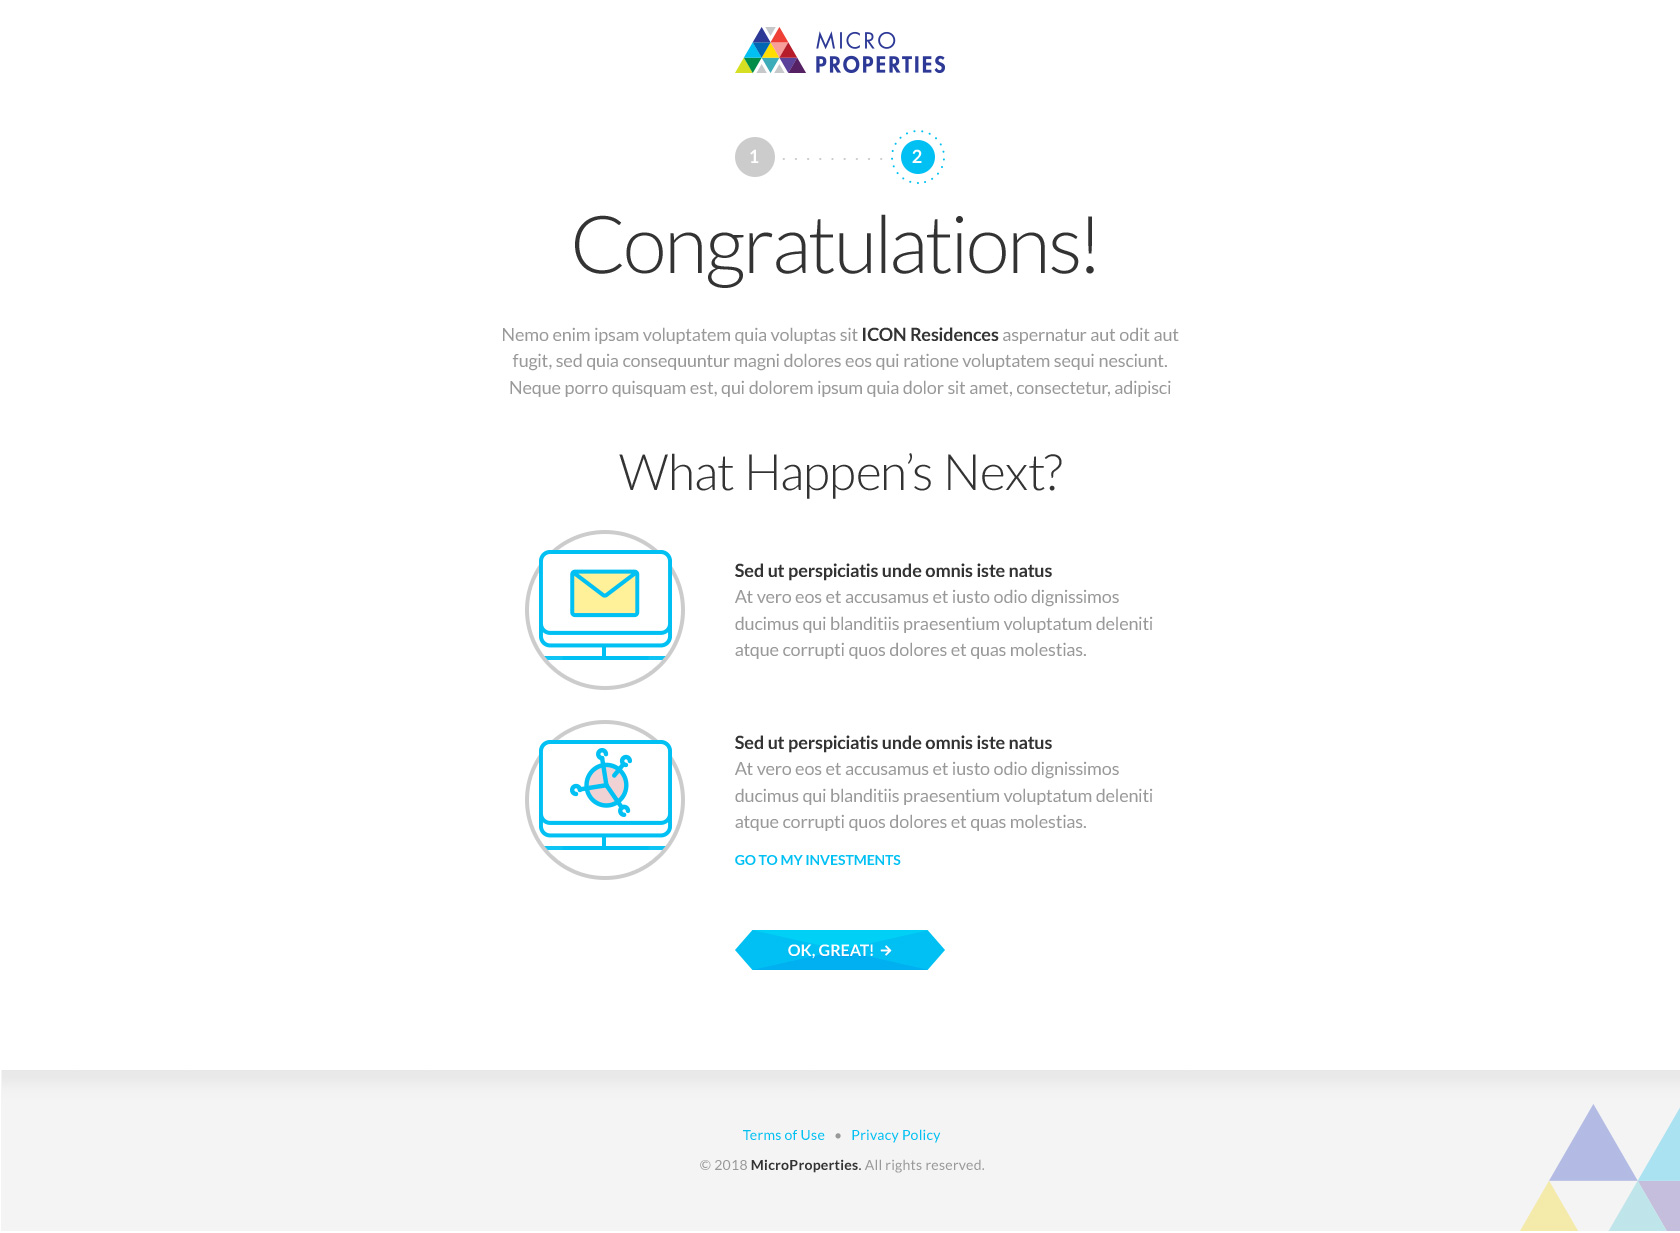 MICRO
PROPERTIES
1
2
Congratulations!
Nemo enim ipsam voluptatem quia voluptas sit ICON Residences aspernatur aut odit aut
fugit, sed quia consequuntur magni dolores eos qui ratione voluptatem sequi nesciunt.
Neque porro quisquam est, qui dolorem ipsum quia dolor sit amet, consectetur, adipisci
What Happen’s Next?
Sed ut perspiciatis unde omnis iste natus
At vero eos et accusamus et iusto odio dignissimos
ducimus qui blanditiis praesentium voluptatum deleniti
atque corrupti quos dolores et quas molestias.
Sed ut perspiciatis unde omnis iste natus
At vero eos et accusamus et iusto odio dignissimos
ducimus qui blanditiis praesentium voluptatum deleniti
atque corrupti quos dolores et quas molestias.
GO TO MY INVESTMENTS
OK, GREAT! →
Terms of Use • Privacy Policy
© 2018 MicroProperties. All rights reserved.